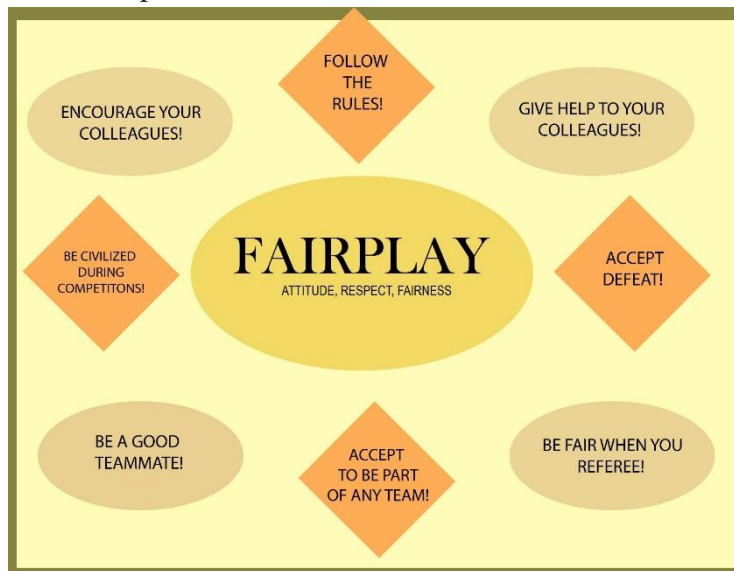 FOLLOW
THE
RULES!
ENCOURAGE YOUR
COLLEAGUES!
GIVE HELP TO YOUR
COLLEAGUES!
BE CIVILIZED
DURING
COMPETITONS!
FAIRPLAY
ATTITUDE, RESPECT, FAIRNESS
ACCEPT
DEFEAT!
BE A GOOD
TEAMMATE!
ACCEPT
TO BE PART
OF ANY TEAM!
BE FAIR WHEN YOU
REFEREE!